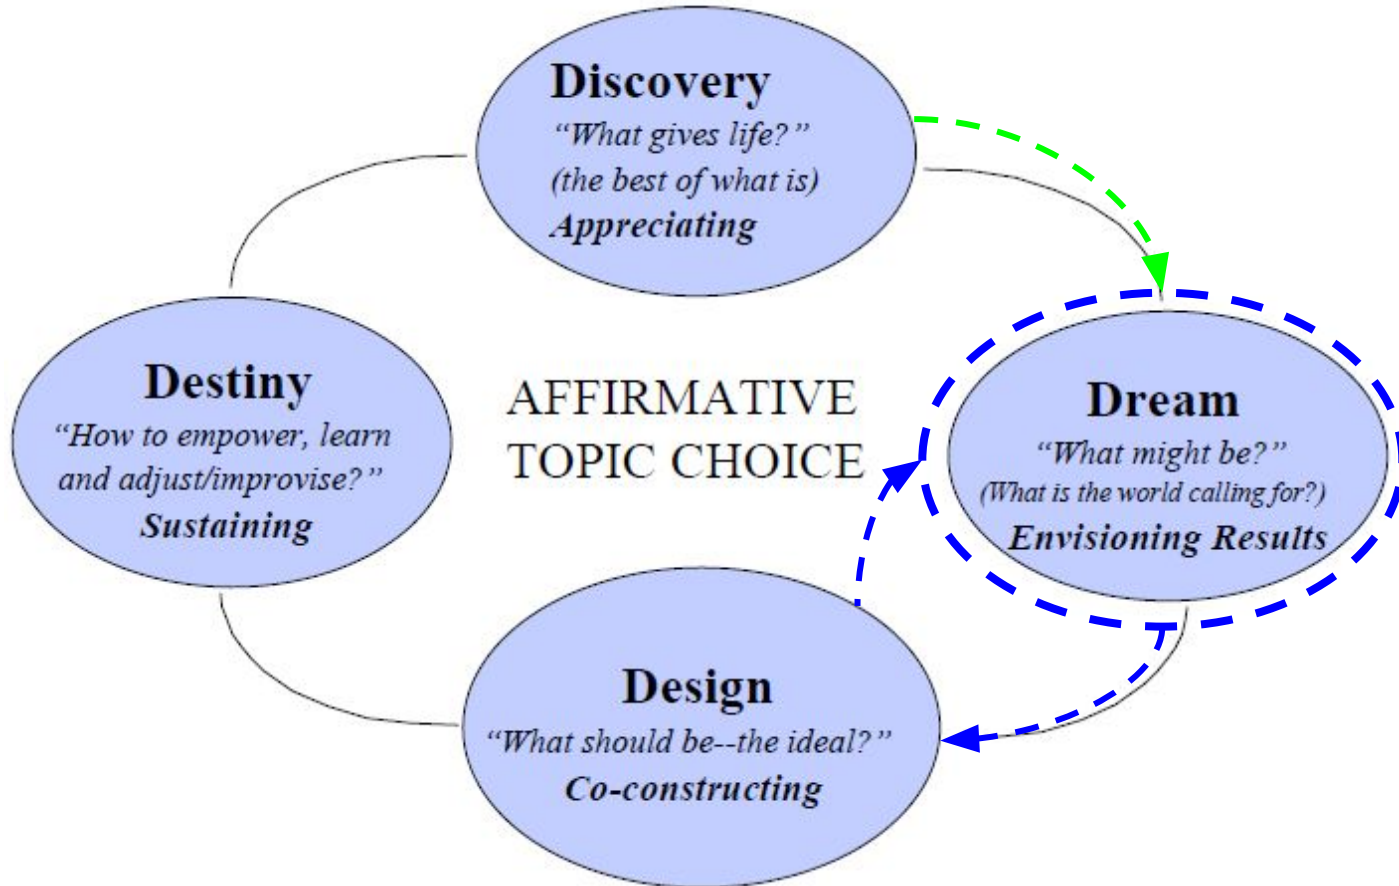 Discovery
“What gives life?”
(the best of what is)
Appreciating
Destiny
“How to empower, learn
and adjust/improvise?”
Sustaining
AFFIRMATIVE
TOPIC CHOICE
Dream
“What might be?”
(What is the world calling for?)
Envisioning Results
Design
“What should be--the ideal?”
Co-constructing